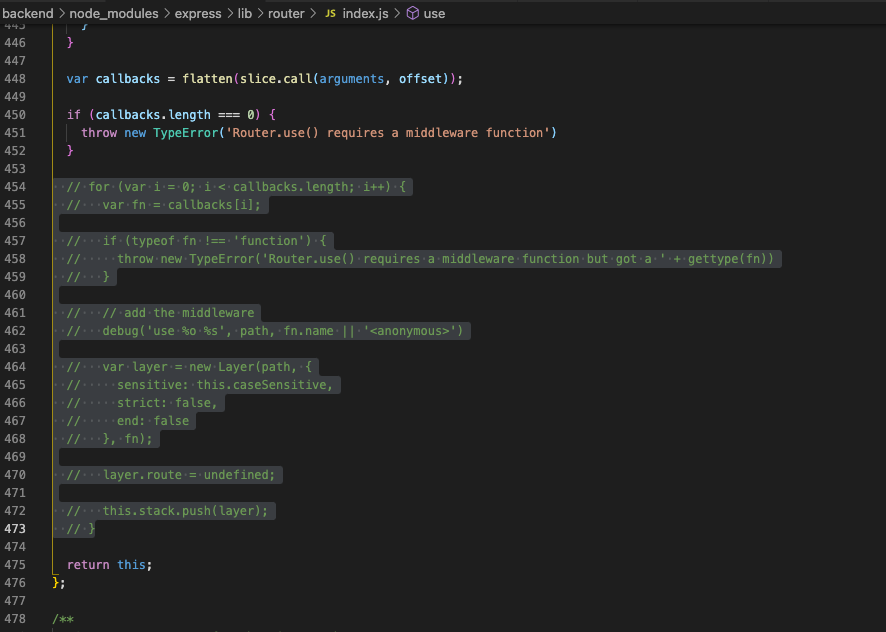 backend > node_modules > express > lib > router > JS index.js > use
445 }
446 }
447
448 var callbacks = flatten(slice.call(arguments, offset));
449
450 if (callbacks.length === 0) {
451 throw new TypeError('Router.use() requires a middleware function')
452 }
453
454 // for (var i = 0; i < callbacks.length; i++) {
455 //   var fn = callbacks[i];
456
457 //   if (typeof fn !== 'function') {
458 //     throw new TypeError('Router.use() requires a middleware function but got a ' + gettype(fn))
459 //   }
460
461 //   // add the middleware
462 //   debug('use %o %s', path, fn.name || '<anonymous>')
463
464 //   var layer = new Layer(path, {
465 //     sensitive: this.caseSensitive,
466 //     strict: false,
467 //     end: false
468 //   }, fn);
469
470 //   layer.route = undefined;
471
472 //   this.stack.push(layer);
473 // }
474
475 return this;
476 };
477
478 /**